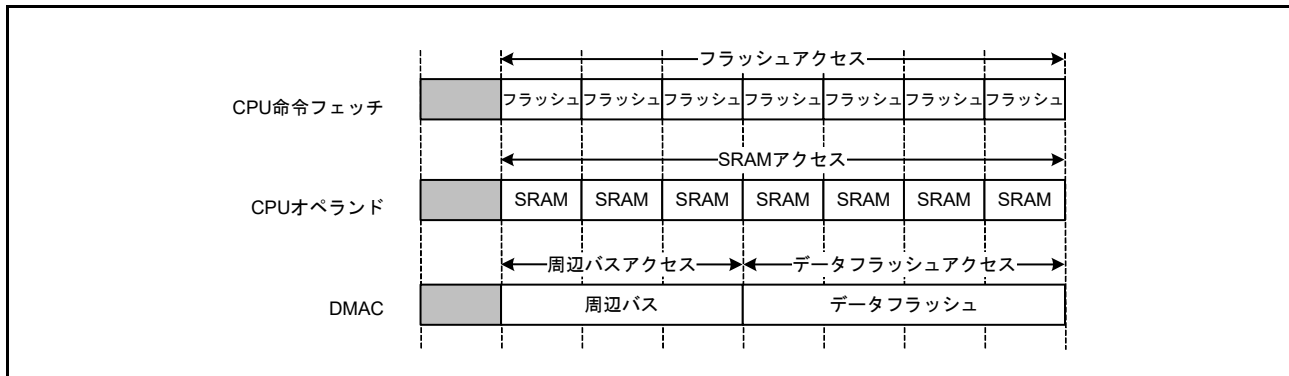 フラッシュアクセス
CPU命令フェッチ
フラッシュ フラッシュ フラッシュ フラッシュ フラッシュ フラッシュ フラッシュ
SRAMアクセス
CPUオペランド
SRAM SRAM SRAM SRAM SRAM SRAM SRAM
周辺バスアクセス データフラッシュアクセス
DMAC
周辺バス データフラッシュ